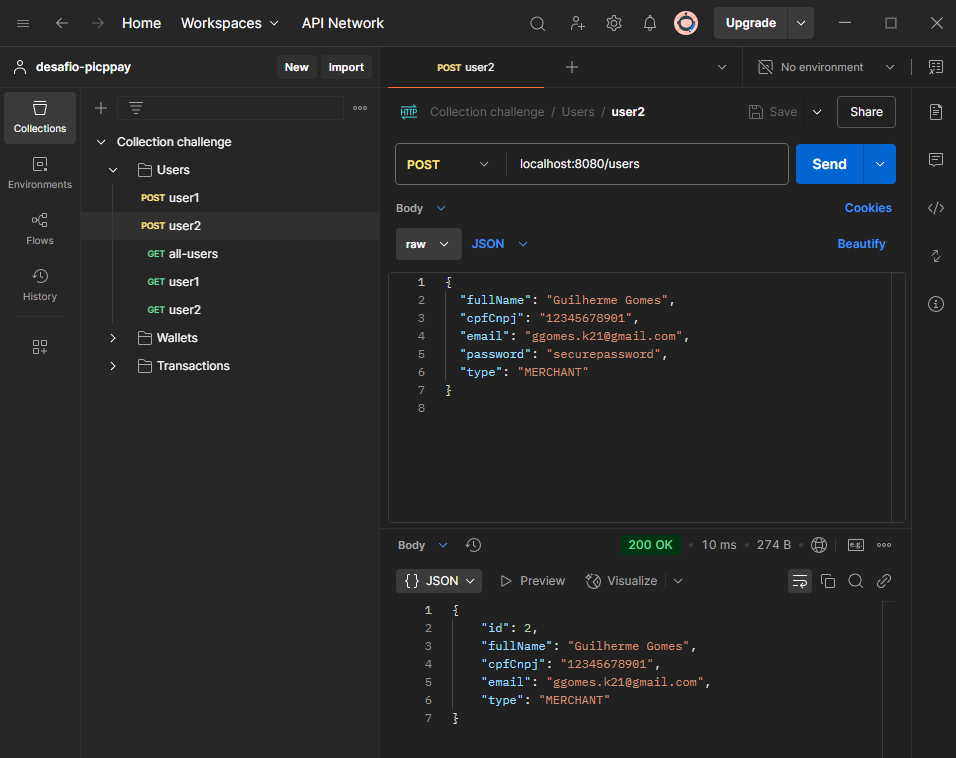 Home Workspaces API Network Upgrade
desafio-picppay New Import POST user2 No environment
Collections
Environments
Flows
History
Collection challenge
Users
POST user1
POST user2
GET all-users
GET user1
GET user2
Wallets
Transactions
HTTP Collection challenge / Users / user2 Save Share
POST localhost:8080/users Send
Body Cookies
raw JSON Beautify
1 {
2 "fullName": "Guilherme Gomes",
3 "cpfCnpj": "12345678901",
4 "email": "ggomes.k21@gmail.com",
5 "password": "securepassword",
6 "type": "MERCHANT"
7 }
8
Body 200 OK • 10 ms • 274 B • e.g.
{} JSON Preview Visualize
1 {
2 "id": 2,
3 "fullName": "Guilherme Gomes",
4 "cpfCnpj": "12345678901",
5 "email": "ggomes.k21@gmail.com",
6 "type": "MERCHANT"
7 }